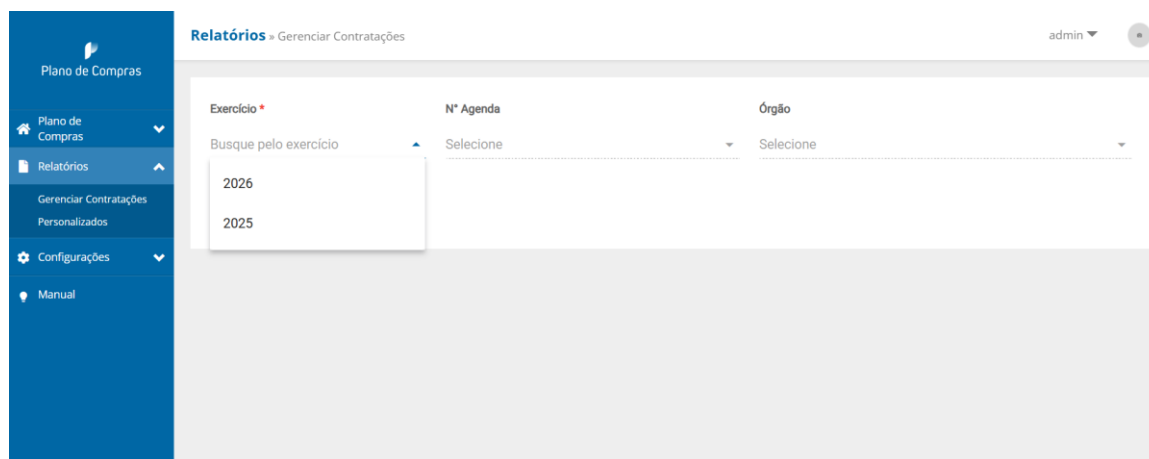 Plano de Compras
Plano de
Compras
Relatórios
Gerenciar Contratações
Personalizados
Configurações
Manual
Relatórios » Gerenciar Contratações
admin
Exercício *
N° Agenda
Órgão
Busque pelo exercício
Selecione
Selecione
2026
2025